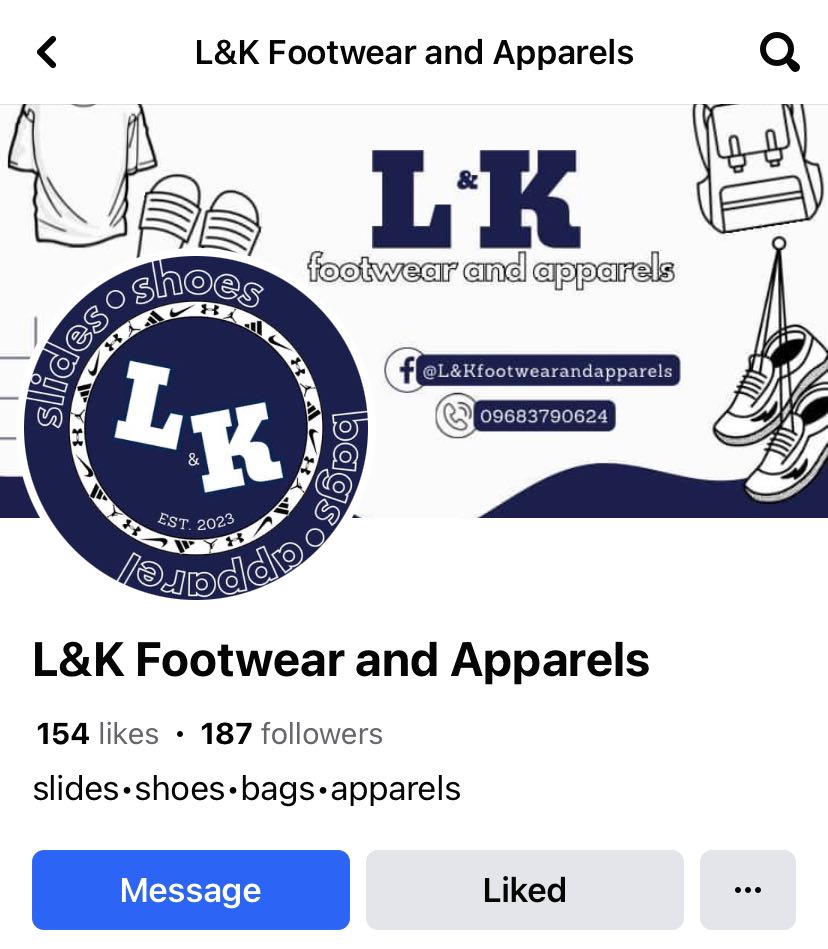 L&K Footwear and Apparels
L&K
footwear and apparels
@L&Kfootwearandapparels
09683790624
slides • shoes
L
&
K
EST. 2023
bags • apparel
L&K Footwear and Apparels
154 likes • 187 followers
slides•shoes•bags•apparels
Message
Liked